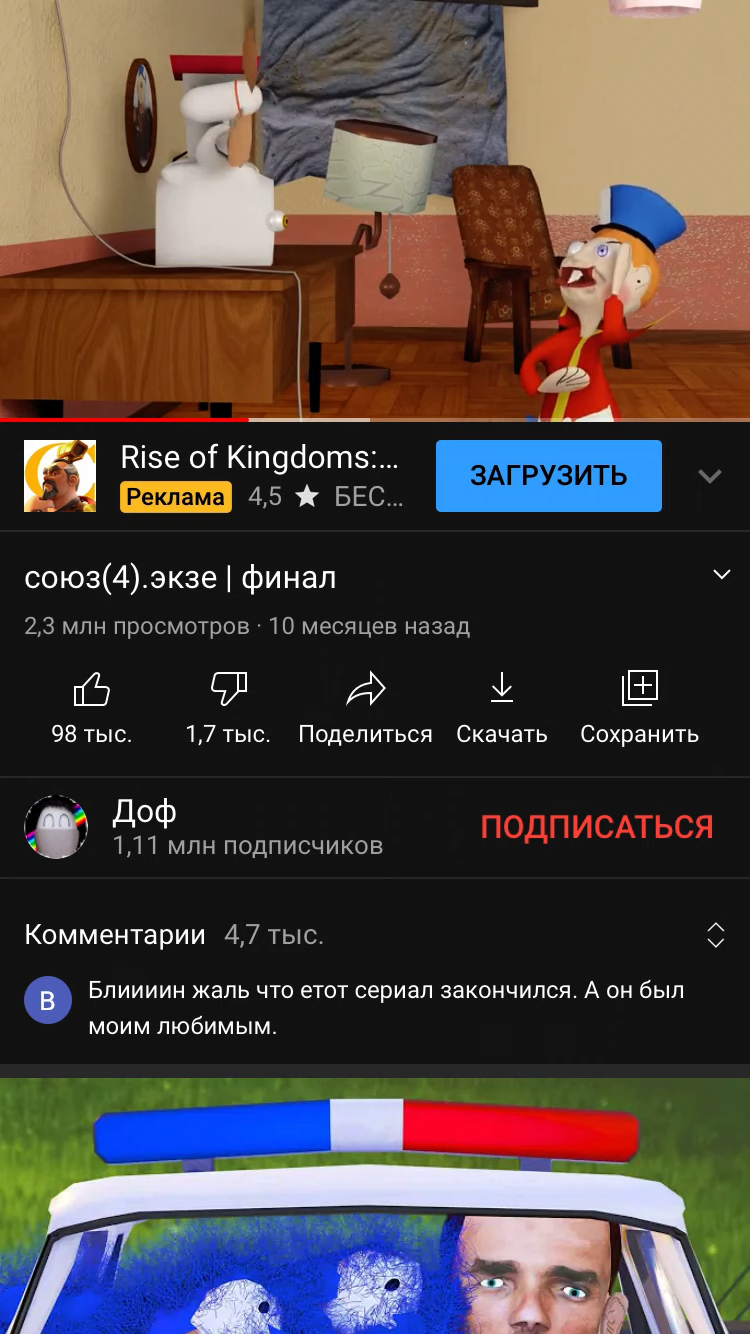 Rise of Kingdoms:...
ЗАГРУЗИТЬ
Реклама 4,5 ★ БЕС...
союз(4).экзе | финал
2,3 млн просмотров · 10 месяцев назад
98 тыс. 1,7 тыс. Поделиться Скачать Сохранить
Доф
1,11 млн подписчиков
ПОДПИСАТЬСЯ
Комментарии 4,7 тыс.
В
Блиииин жаль что етот сериал закончился. А он был
моим любимым.